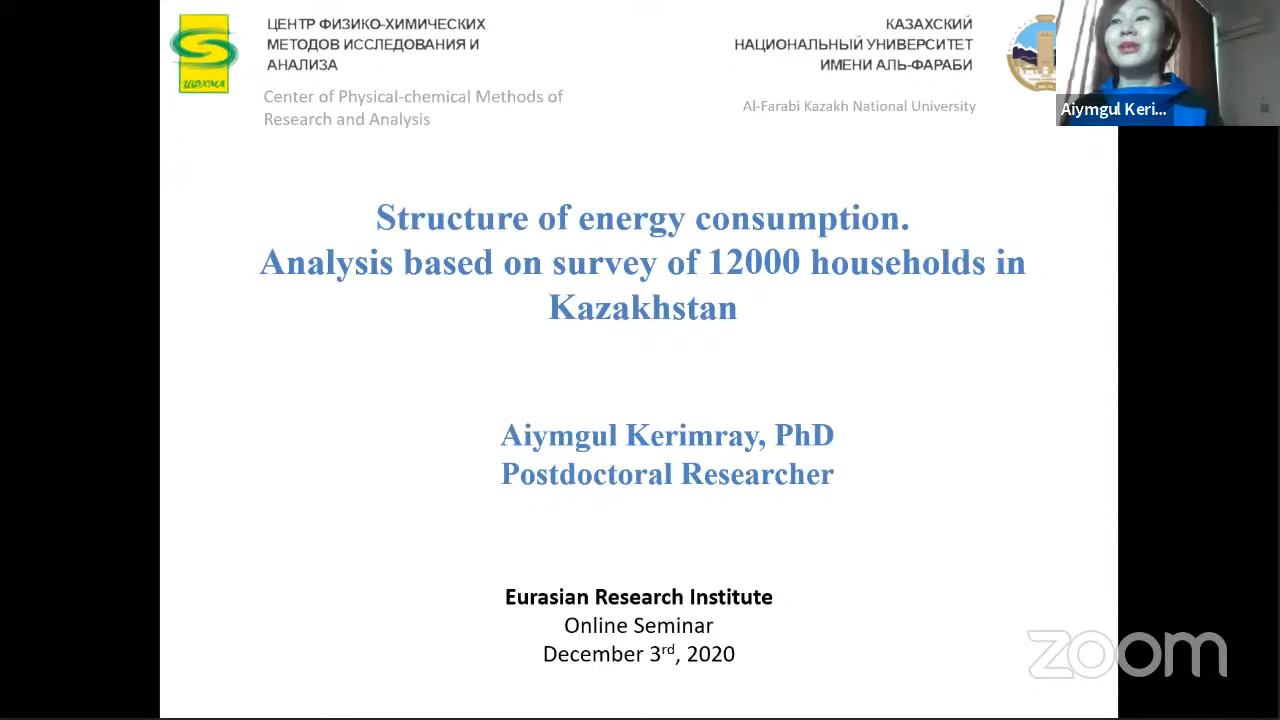 ЦЕНТР ФИЗИКО-ХИМИЧЕСКИХ
МЕТОДОВ ИССЛЕДОВАНИЯ И
АНАЛИЗА
Center of Physical-chemical Methods of
Research and Analysis
КАЗАХСКИЙ
НАЦИОНАЛЬНЫЙ УНИВЕРСИТЕТ
ИМЕНИ АЛЬ-ФАРАБИ
Al-Farabi Kazakh National University
Aiymgul Keri...
Structure of energy consumption.
Analysis based on survey of 12000 households in
Kazakhstan
Aiymgul Kerimray, PhD
Postdoctoral Researcher
Eurasian Research Institute
Online Seminar
December 3rd, 2020
zoom